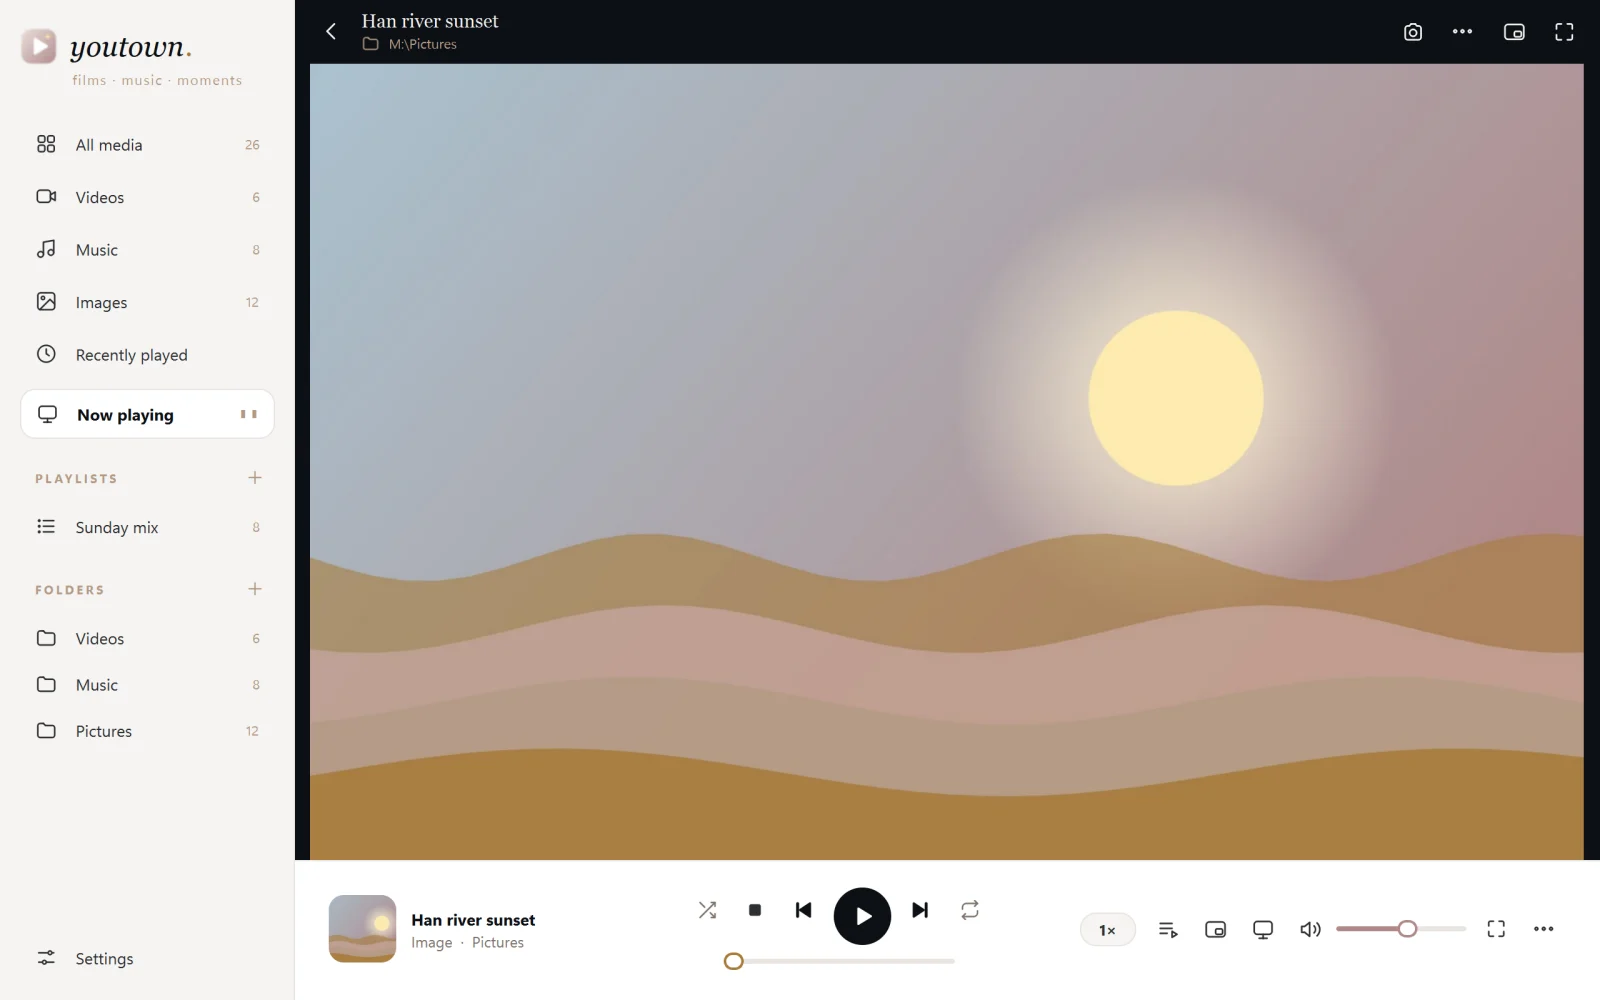 youtown.
films · music · moments
All media 26
Videos 6
Music 8
Images 12
Recently played
Now playing
PLAYLISTS
Sunday mix 8
FOLDERS
Videos 6
Music 8
Pictures 12
Settings
Han river sunset
M:\Pictures
Han river sunset
Image · Pictures
1×